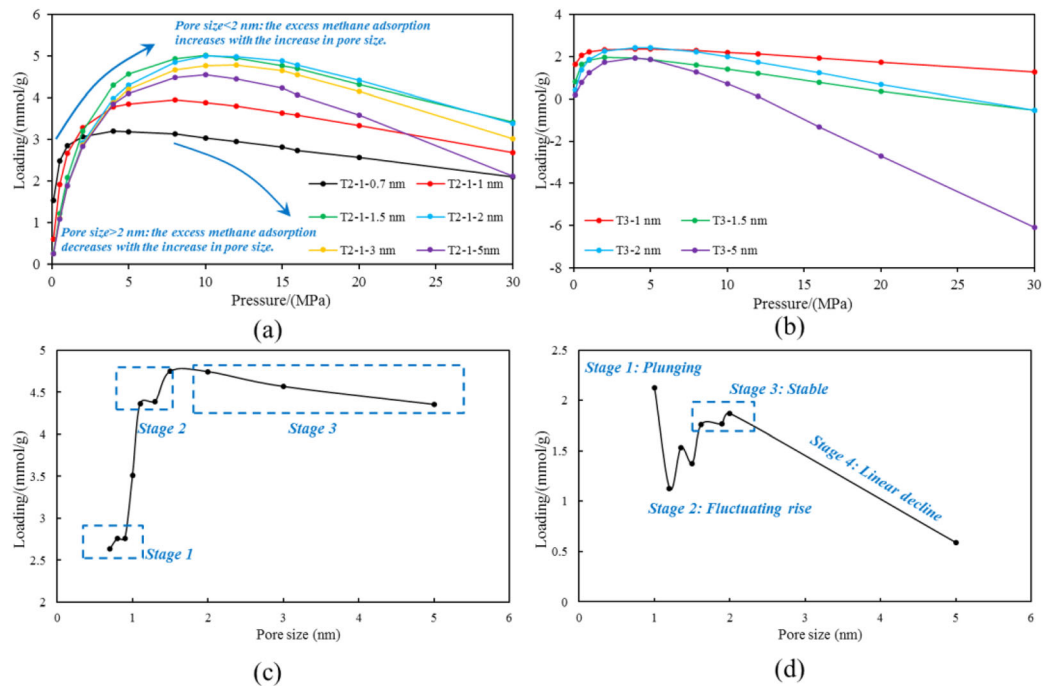 6
5
4
3
2
1
0
Loading/(mmol/g)
Pore size<2 nm: the excess methane adsorption
increases with the increase in pore size.
T2-1-0.7 nm
T2-1-1 nm
T2-1-1.5 nm
T2-1-2 nm
T2-1-3 nm
T2-1-5nm
Pore size>2 nm: the excess methane adsorption
decreases with the increase in pore size.
0 5 10 15 20 25 30
Pressure/(MPa)
(a)
4
2
0
-2
-4
-6
-8
Loading/(mmol/g)
T3-1 nm
T3-1.5 nm
T3-2 nm
T3-5 nm
0 5 10 15 20 25 30
Pressure/(MPa)
(b)
5
4.5
4
3.5
3
2.5
2
Loading/(mmol/g)
Stage 2
Stage 3
Stage 1
0 1 2 3 4 5 6
Pore size (nm)
(c)
2.5
2
1.5
1
0.5
0
Loading/(mmol/g)
Stage 1: Plunging
Stage 3: Stable
Stage 4: Linear decline
Stage 2: Fluctuating rise
0 1 2 3 4 5 6
Pore size (nm)
(d)